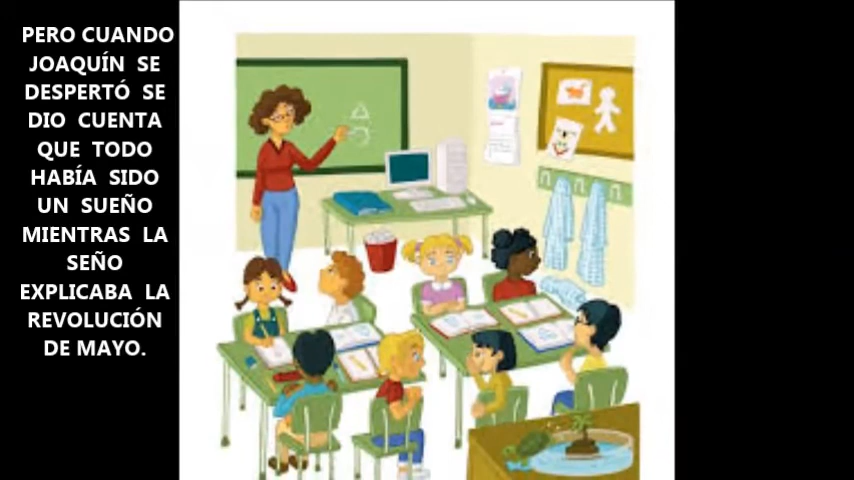 PERO CUANDO
JOAQUÍN SE
DESPERTÓ SE
DIO CUENTA
QUE TODO
HABÍA SIDO
UN SUEÑO
MIENTRAS LA
SEÑO
EXPLICABA LA
REVOLUCIÓN
DE MAYO.